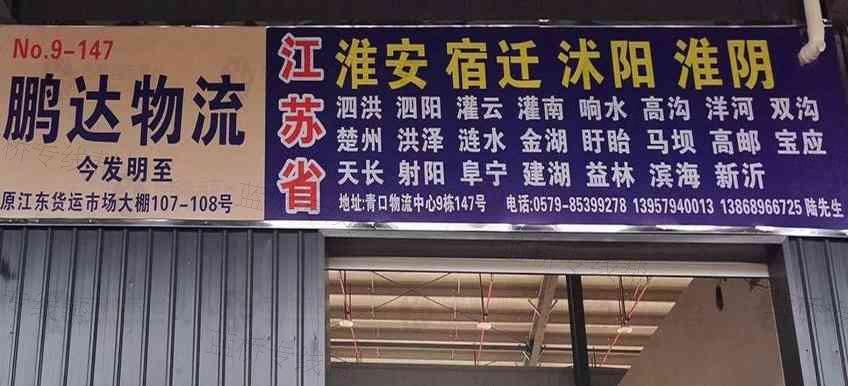 No.9-147
鹏达物流
今发明至
原江东货运市场大棚107-108号
江苏省
淮安 宿迁 沭阳 淮阴
泗洪 泗阳 灌云 灌南 响水 高沟 洋河 双沟
楚州 洪泽 涟水 金湖 盱眙 马坝 高邮 宝应
天长 射阳 阜宁 建湖 益林 滨海 新沂
地址:青口物流中心9栋147号 电话:0579-85399278 13957940013 13868966725 陆先生